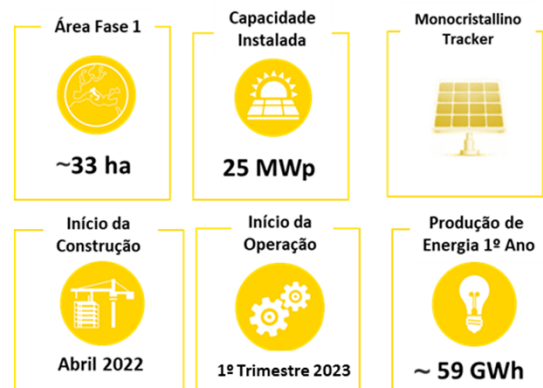 Área Fase 1
~33 ha
Capacidade
Instalada
25 MWp
Monocristallino
Tracker
Início da
Construção
Abril 2022
Início da
Operação
1º Trimestre 2023
Produção de
Energia 1º Ano
~ 59 GWh